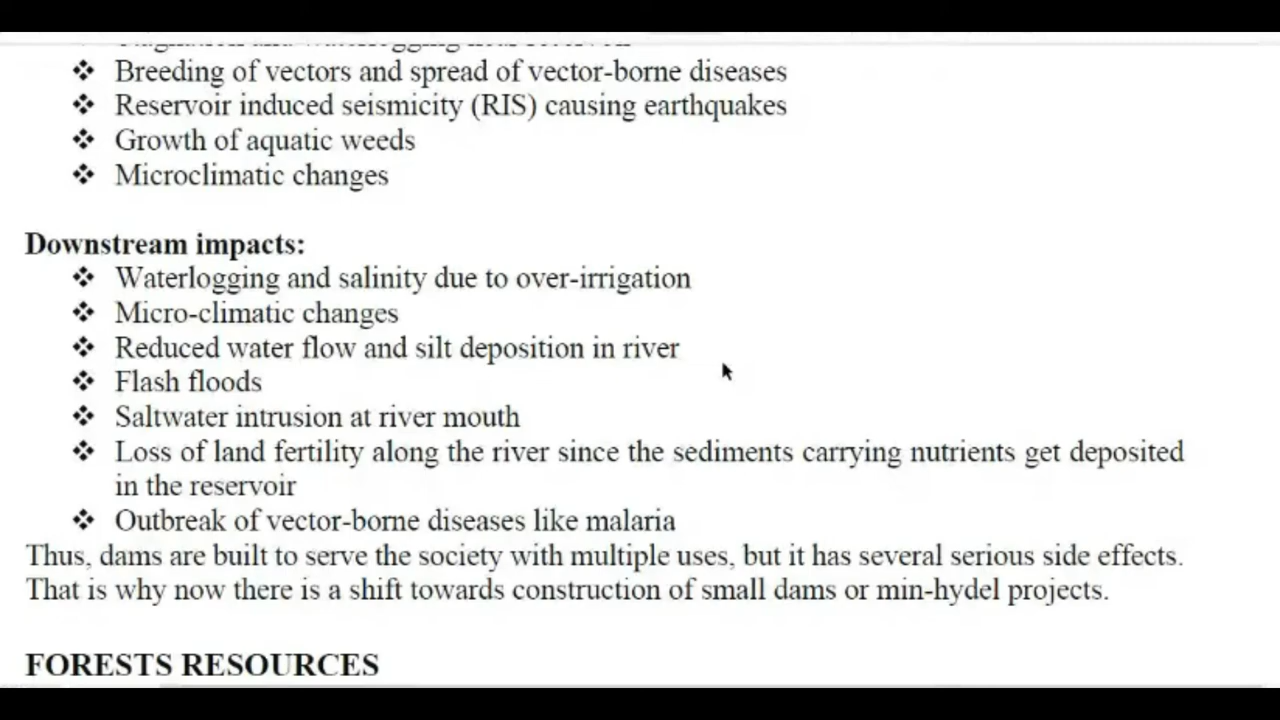 ❖ Breeding of vectors and spread of vector-borne diseases
❖ Reservoir induced seismicity (RIS) causing earthquakes
❖ Growth of aquatic weeds
❖ Microclimatic changes
Downstream impacts:
❖ Waterlogging and salinity due to over-irrigation
❖ Micro-climatic changes
❖ Reduced water flow and silt deposition in river
❖ Flash floods
❖ Saltwater intrusion at river mouth
❖ Loss of land fertility along the river since the sediments carrying nutrients get deposited
in the reservoir
❖ Outbreak of vector-borne diseases like malaria
Thus, dams are built to serve the society with multiple uses, but it has several serious side effects.
That is why now there is a shift towards construction of small dams or min-hydel projects.
FORESTS RESOURCES